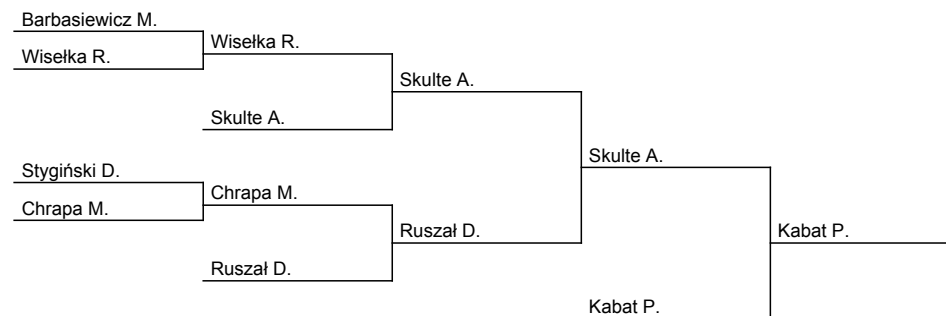 Barbasiewicz M.
Wisełka R.
Wisełka R.
Skulte A.
Skulte A.
Stygiński D.
Skulte A.
Chrapa M.
Chrapa M.
Ruszał D.
Kabat P.
Ruszał D.
Kabat P.